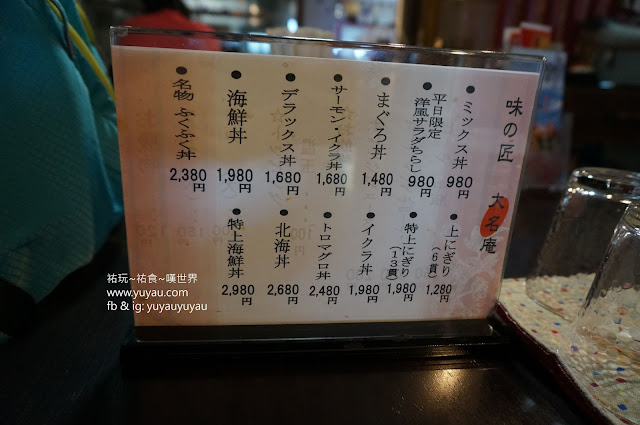 味の匠 大名庵
●ミックス丼 980円
●平日限定 洋風サラダちらし 980円
●まぐろ丼 1,480円
●サーモン・イクラ丼 1,680円
●デラックス丼 1,680円
●海鮮丼 1,980円
●名物 ふくふく丼 2,380円
●上にぎり(6貫) 1,280円
●特上にぎり(13貫) 1,980円
●イクラ丼 1,980円
●トロマグロ丼 2,480円
●北海丼 2,680円
●特上海鮮丼 2,980円
祐玩~祐食~嘆世界
www.yuyau.com
fb & ig: yuyauyuyau